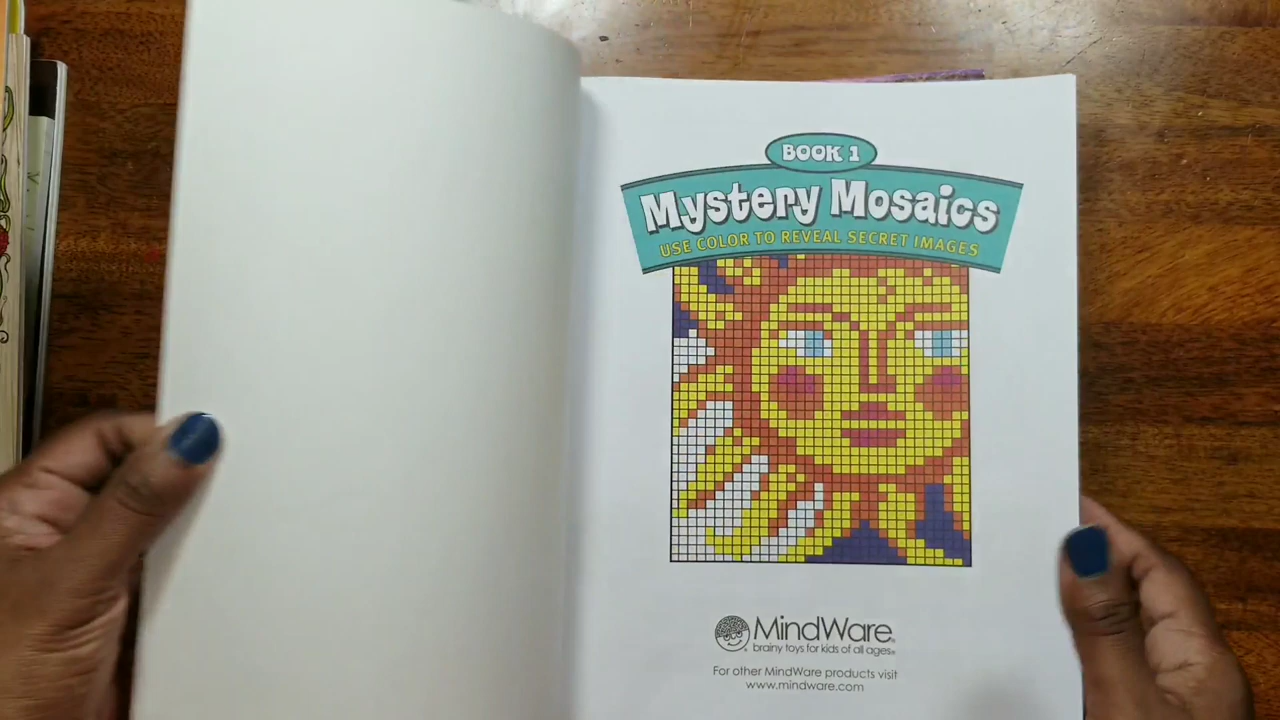 BOOK 1
Mystery Mosaics
USE COLOR TO REVEAL SECRET IMAGES
MindWare®
brainy toys for kids of all ages®
For other MindWare products visit
www.mindware.com